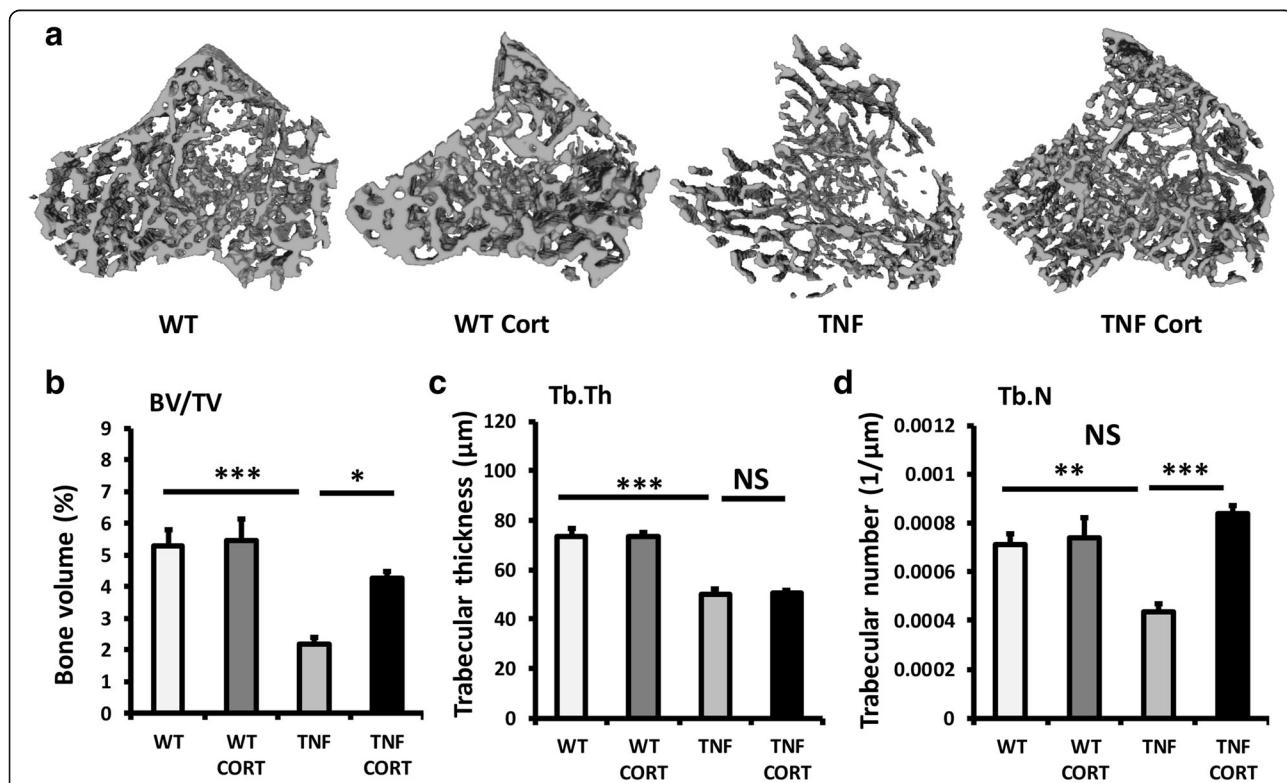 a
WT
WT Cort
TNF
TNF Cort
b
BV/TV
Bone volume (%)
9
8
7
6
5
4
3
2
1
0
***
*
WT
WT
CORT
TNF
TNF
CORT
c
Tb.Th
Trabecular thickness (μm)
120
100
80
60
40
20
0
***
NS
WT
WT
CORT
TNF
TNF
CORT
d
Tb.N
Trabecular number (1/μm)
0.0012
0.001
0.0008
0.0006
0.0004
0.0002
0
NS
**
***
WT
WT
CORT
TNF
TNF
CORT